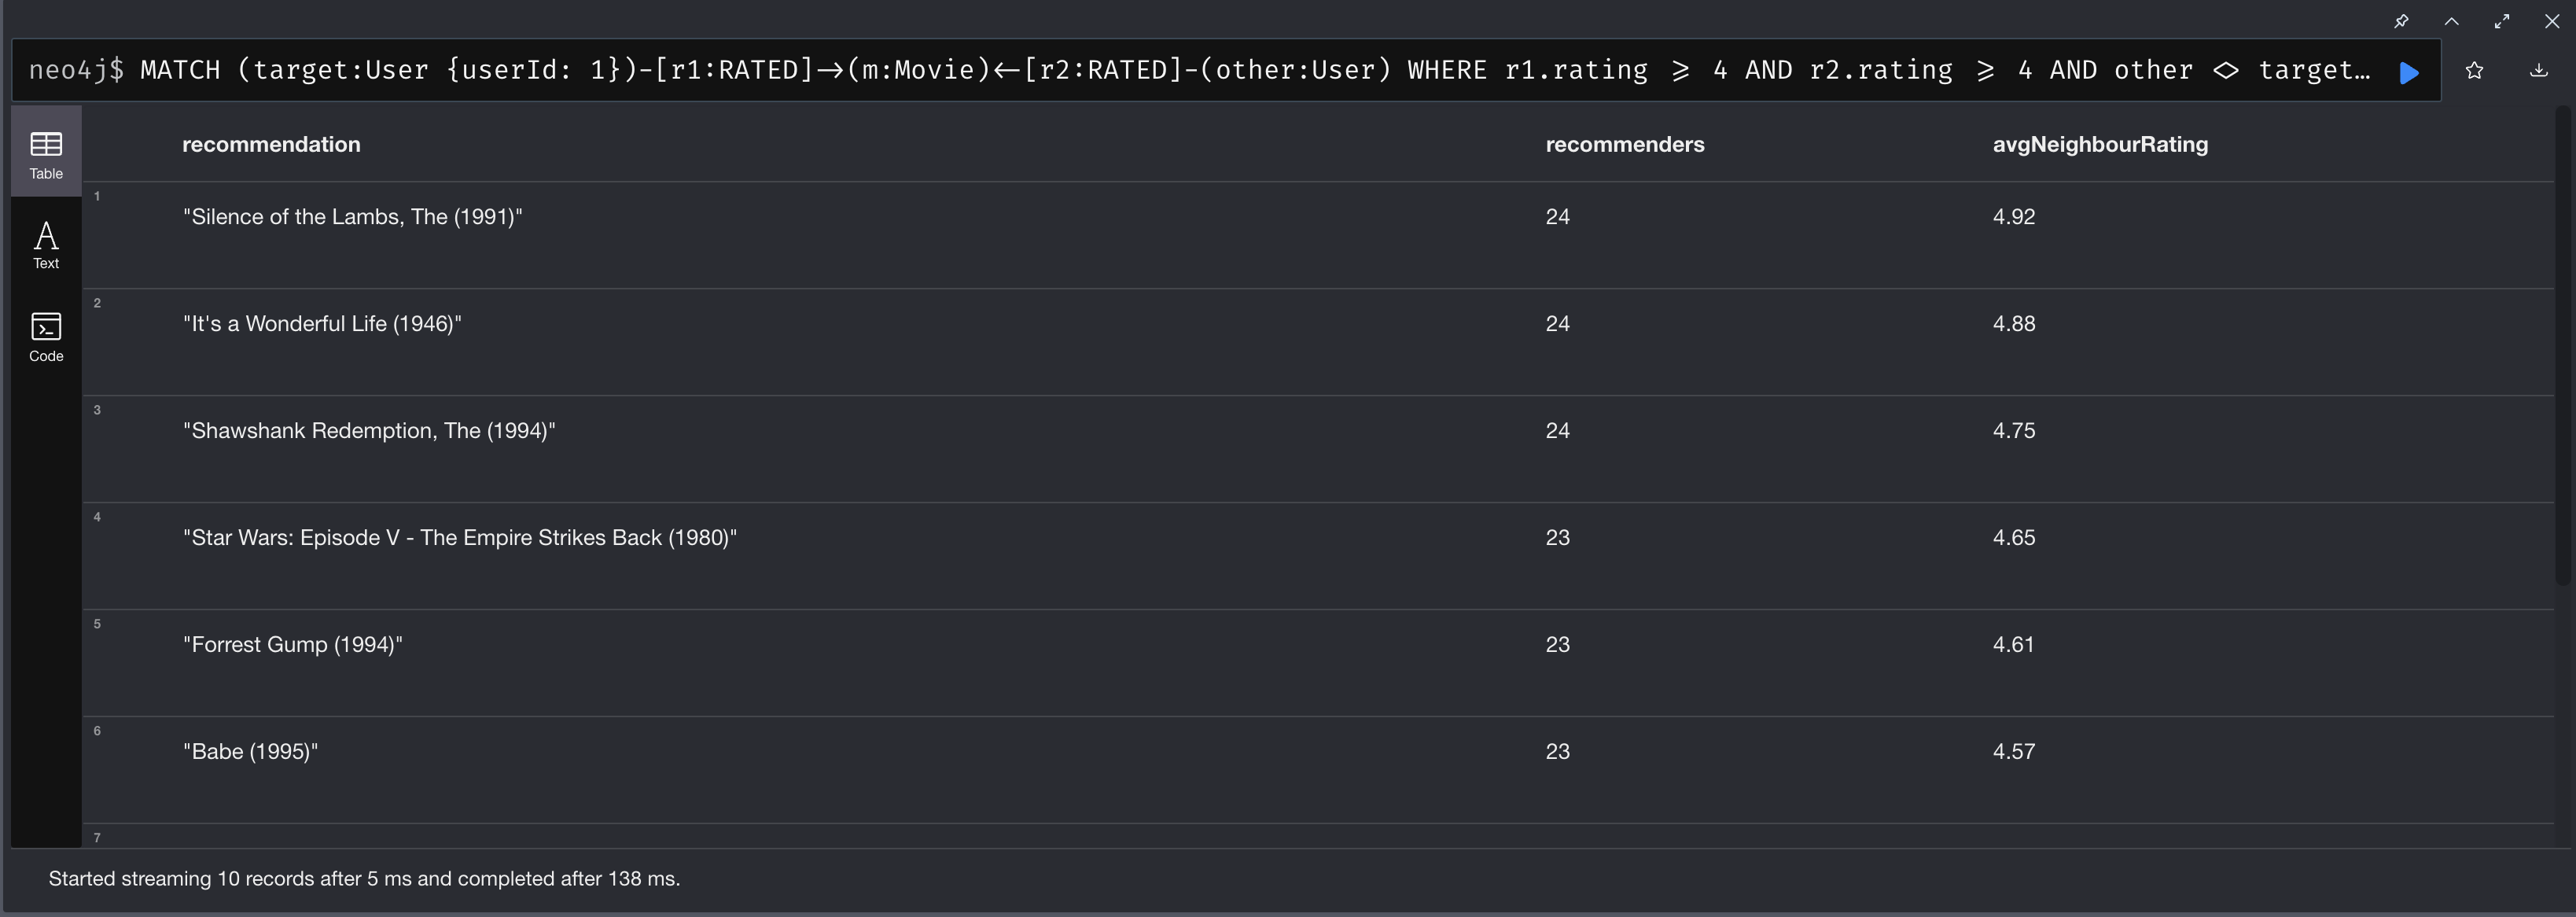 neo4j$ MATCH (target:User {userId: 1})-[r1:RATED]->(m:Movie)<-[r2:RATED]-(other:User) WHERE r1.rating >= 4 AND r2.rating >= 4 AND other <> target…
Table
Text
Code
recommendation recommenders avgNeighbourRating
1
"Silence of the Lambs, The (1991)" 24 4.92
2
"It's a Wonderful Life (1946)" 24 4.88
3
"Shawshank Redemption, The (1994)" 24 4.75
4
"Star Wars: Episode V - The Empire Strikes Back (1980)" 23 4.65
5
"Forrest Gump (1994)" 23 4.61
6
"Babe (1995)" 23 4.57
7
Started streaming 10 records after 5 ms and completed after 138 ms.